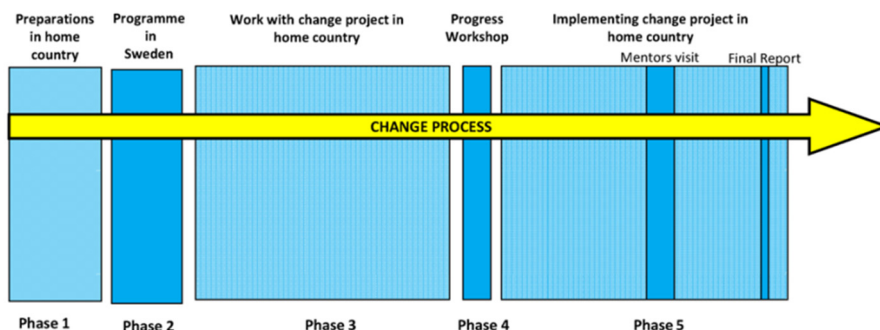 Preparations
in home
country
Programme
in
Sweden
Work with change project in
home country
Progress
Workshop
Implementing change project in
home country
Mentors visit
Final Report
CHANGE PROCESS
Phase 1
Phase 2
Phase 3
Phase 4
Phase 5